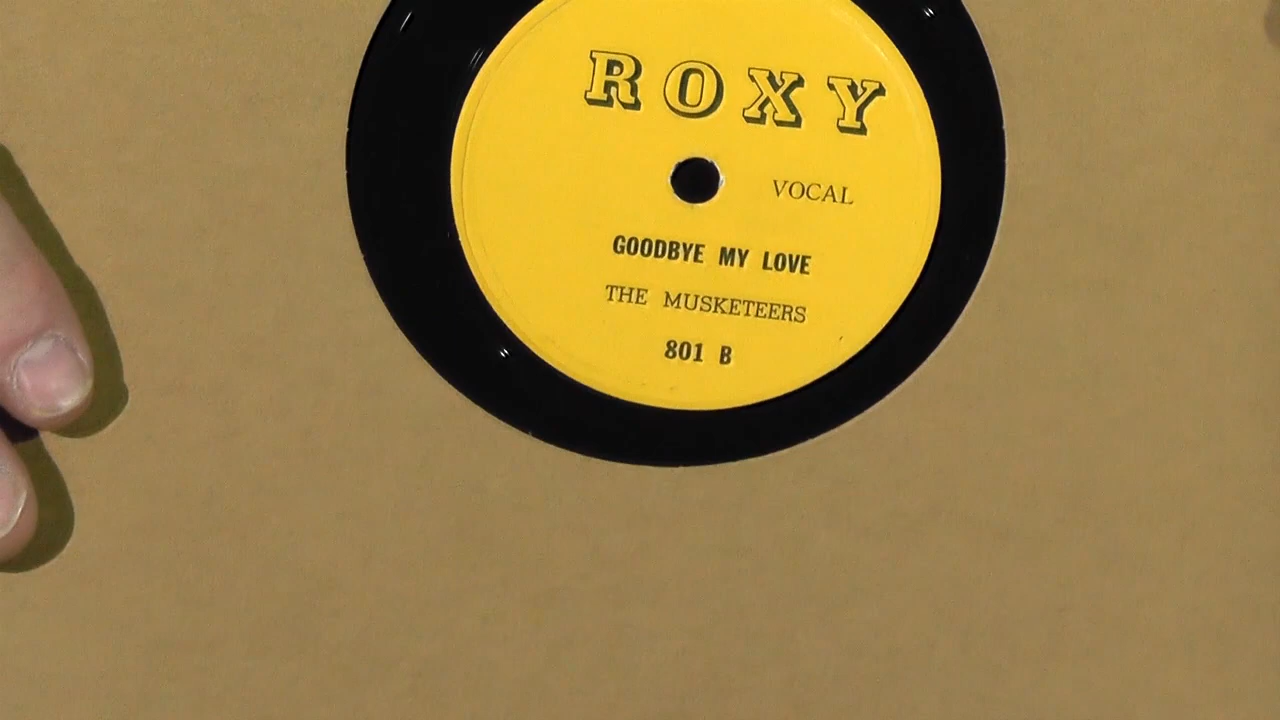 ROXY
VOCAL
GOODBYE MY LOVE
THE MUSKETEERS
801 B